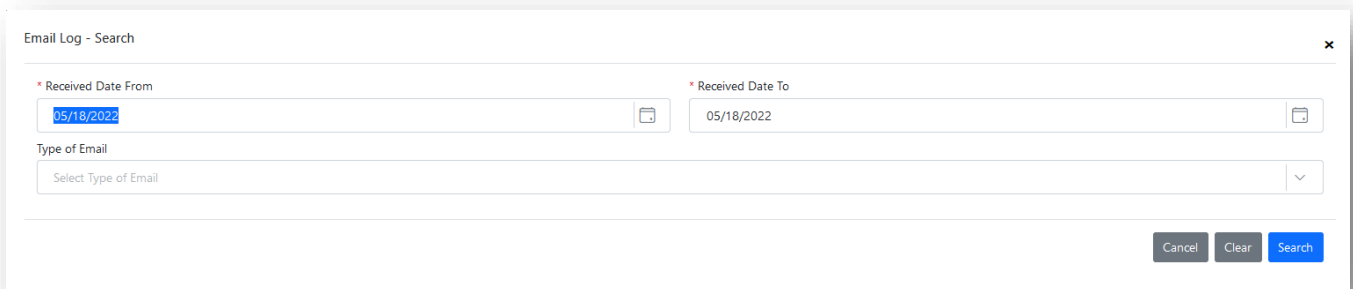 Email Log - Search
×
* Received Date From
* Received Date To
05/18/2022
05/18/2022
Type of Email
Select Type of Email
Cancel Clear Search